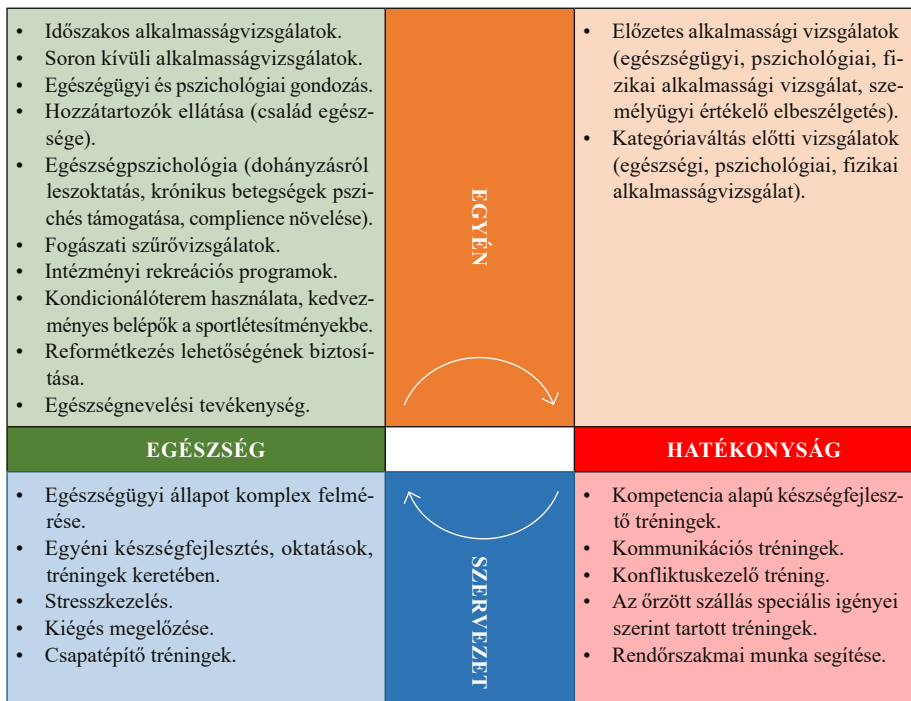 • Időszakos alkalmasságvizsgálatok.
• Soron kívüli alkalmasságvizsgálatok.
• Egészégügyi és pszichológiai gondozás.
• Hozzátartozók ellátása (család egész-
sége).
• Egészségpszichológia (dohányzásról
leszoktatás, krónikus betegségek pszi-
chés támogatása, complience növelése).
• Fogászati szűrővizsgálatok.
• Intézményi rekreációs programok.
• Kondicionálóterem használata, kedvez-
ményes belépők a sportlétesítményekbe.
• Reformétkezés lehetőségének biztosí-
tása.
• Egészségnevelési tevékenység.
EGYÉN
• Előzetes alkalmassági vizsgálatok
(egészségügyi, pszichológiai, fi-
zikai alkalmassági vizsgálat, sze-
mélyügyi értékelő elbeszélgetés).
• Kategóriaváltás előtti vizsgálatok
(egészségi, pszichológiai, fizikai
alkalmasságvizsgálat).
EGÉSZSÉG
HATÉKONYSÁG
• Egészségügyi állapot komplex felmé-
rése.
• Egyéni készségfejlesztés, oktatások,
tréningek keretében.
• Stresszkezelés.
• Kiégés megelőzése.
• Csapatépítő tréningek.
SZERVEZET
• Kompetencia alapú készségfejlesz-
tő tréningek.
• Kommunikációs tréningek.
• Konfliktuskezelő tréning.
• Az őrzött szállás speciális igényei
szerint tartott tréningek.
• Rendőrszakmai munka segítése.